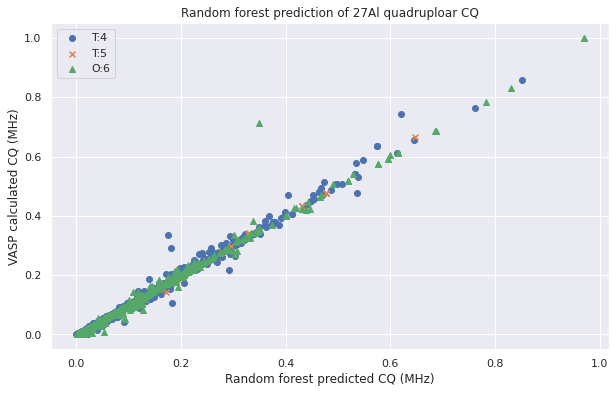 Random forest prediction of 27Al quadruploar CQ
T:4
T:5
O:6
VASP calculated CQ (MHz)
1.0
0.8
0.6
0.4
0.2
0.0
0.0 0.2 0.4 0.6 0.8 1.0
Random forest predicted CQ (MHz)